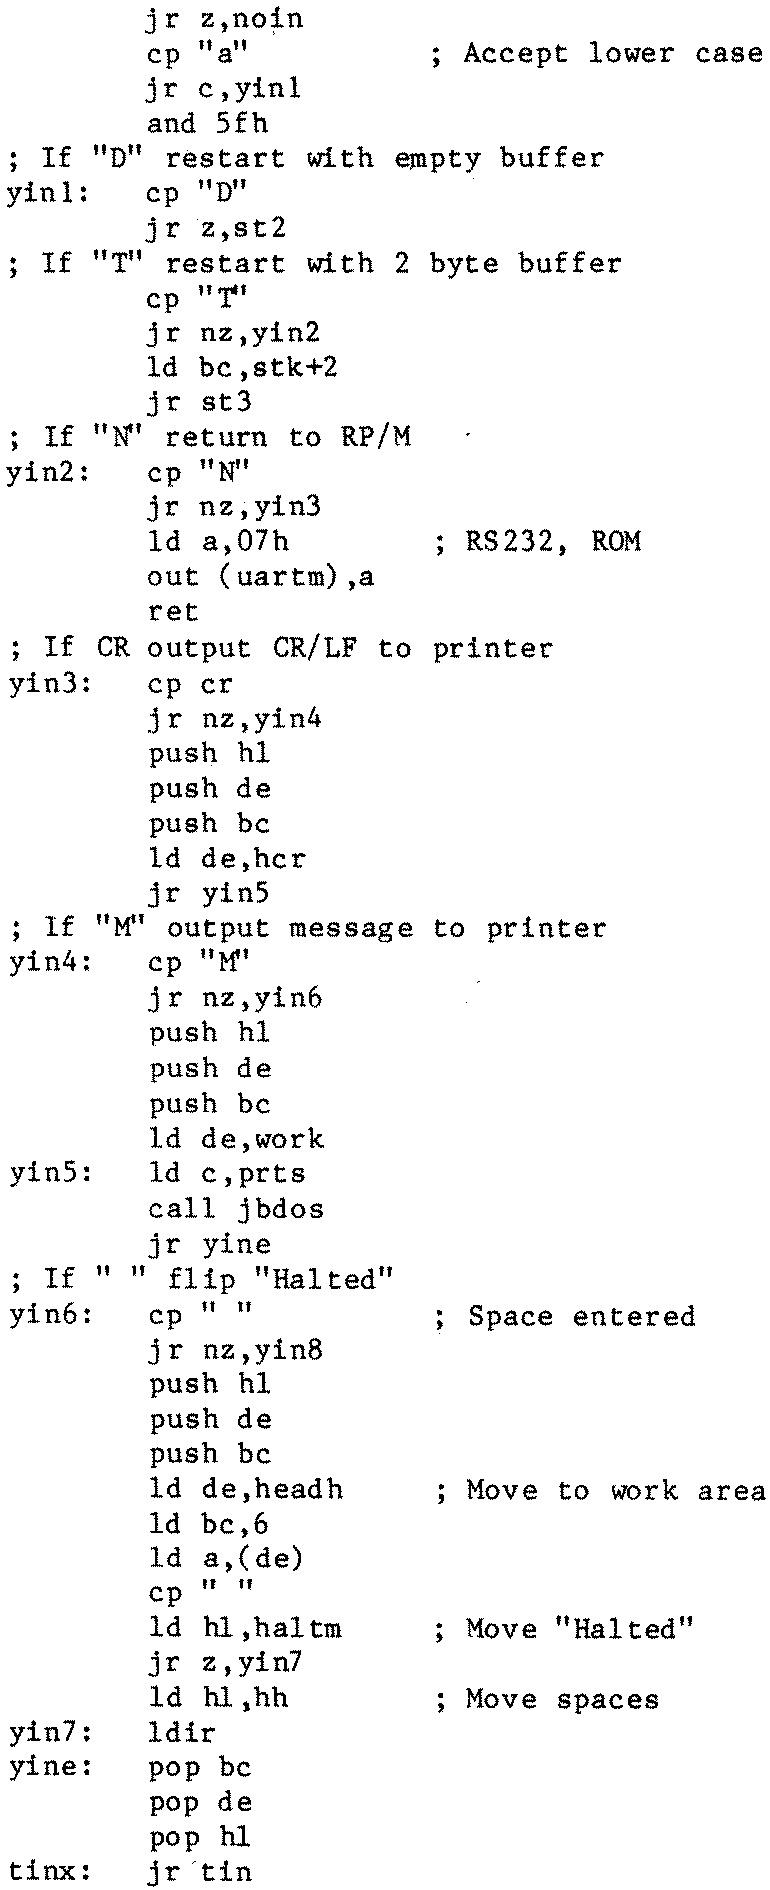 jr z,noin
        cp "a"          ; Accept lower case
        jr c,yin1
        and 5fh
; If "D" restart with empty buffer
yin1:   cp "D"
        jr z,st2
; If "T" restart with 2 byte buffer
        cp "T"
        jr nz,yin2
        ld bc,stk+2
        jr st3
; If "N" return to RP/M
yin2:   cp "N"
        jr nz,yin3
        ld a,07h        ; RS232, ROM
        out (uartm),a
        ret
; If CR output CR/LF to printer
yin3:   cp cr
        jr nz,yin4
        push hl
        push de
        push bc
        ld de,hcr
        jr yin5
; If "M" output message to printer
yin4:   cp "M"
        jr nz,yin6
        push hl
        push de
        push bc
        ld de,work
yin5:   ld c,prts
        call jbdos
        jr yine
; If " " flip "Halted"
yin6:   cp " "          ; Space entered
        jr nz,yin8
        push hl
        push de
        push bc
        ld de,headh     ; Move to work area
        ld bc,6
        ld a,(de)
        cp " "
        ld hl,haltm     ; Move "Halted"
        jr z,yin7
        ld hl,hh        ; Move spaces
yin7:   ldir
yine:   pop bc
        pop de
        pop hl
tinx:   jr tin